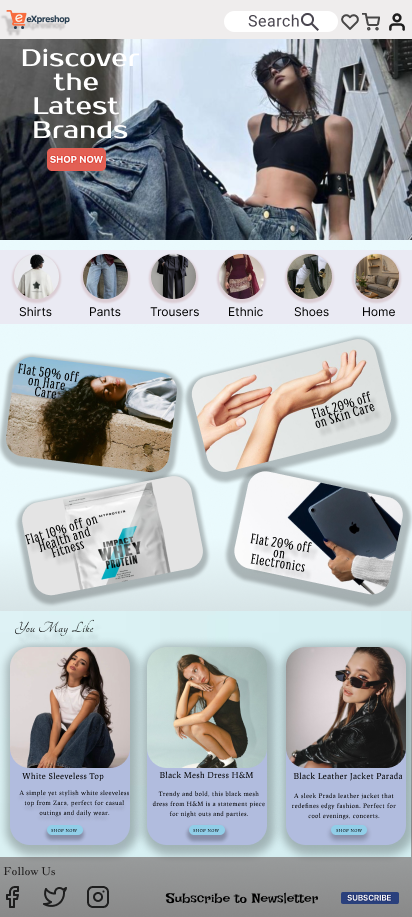 eXpreshop
Search
Discover
the
Latest
Brands
SHOP NOW
Shirts Pants Trousers Ethnic Shoes Home
Flat 50% off
on Hare
Care
Flat 20% off
on Skin Care
Flat 10% off on
Health and
Fitness
MYPROTEIN
IMPACT
WHEY
PROTEIN
Flat 20% off
on
Electronics
You May Like
White Sleeveless Top
A simple yet stylish white sleeveless
top from Zara, perfect for casual
outings and daily wear.
SHOP NOW
Black Mesh Dress H&M
Trendy and bold, this black mesh
dress from H&M is a statement piece
for night outs and parties.
SHOP NOW
Black Leather Jacket Parada
A sleek Prada leather jacket that
redefines edgy fashion. Perfect for
cool evenings, concerts.
SHOP NOW
Follow Us
Subscribe to Newsletter
SUBSCRIBE